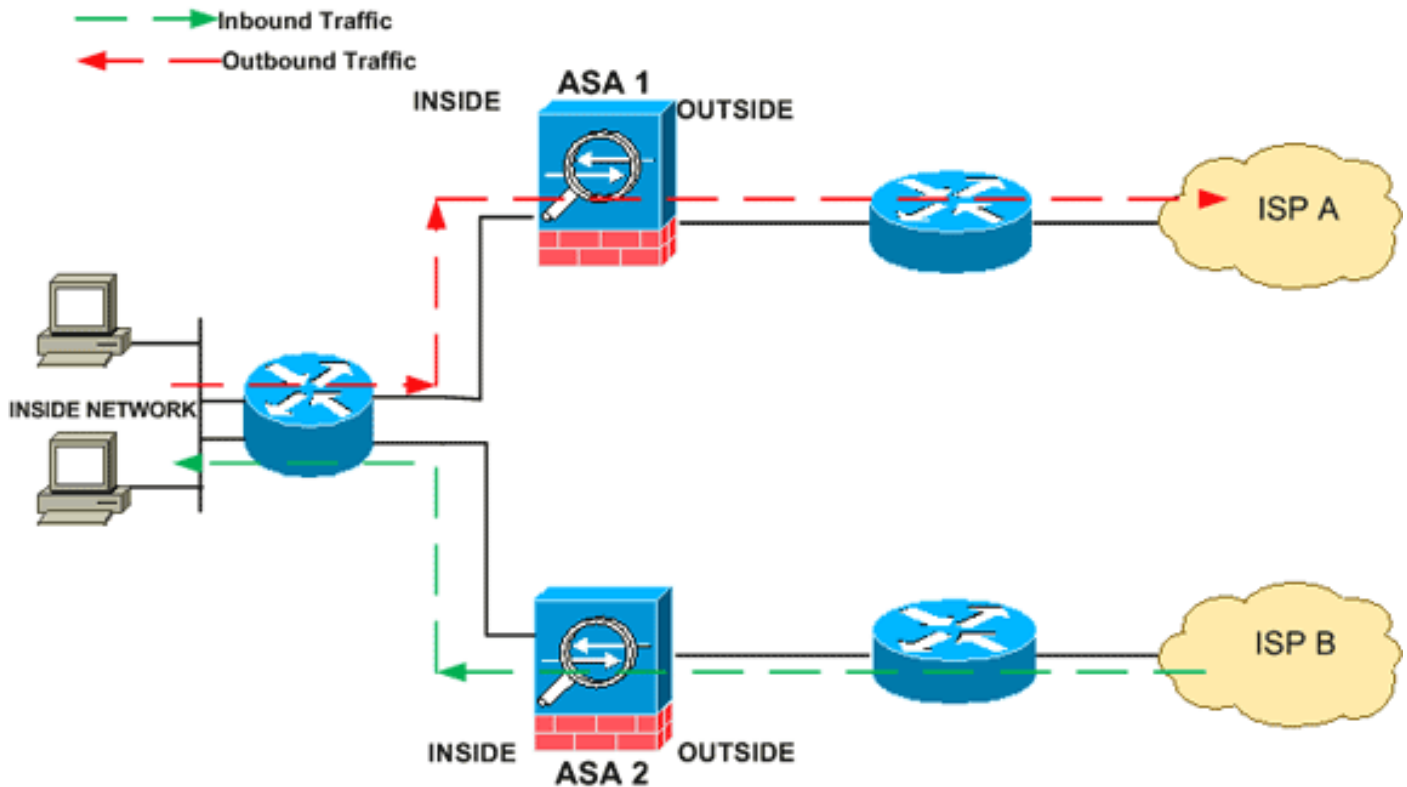 Inbound Traffic
Outbound Traffic
ASA 1
INSIDE
OUTSIDE
ISP A
INSIDE NETWORK
ISP B
INSIDE
OUTSIDE
ASA 2